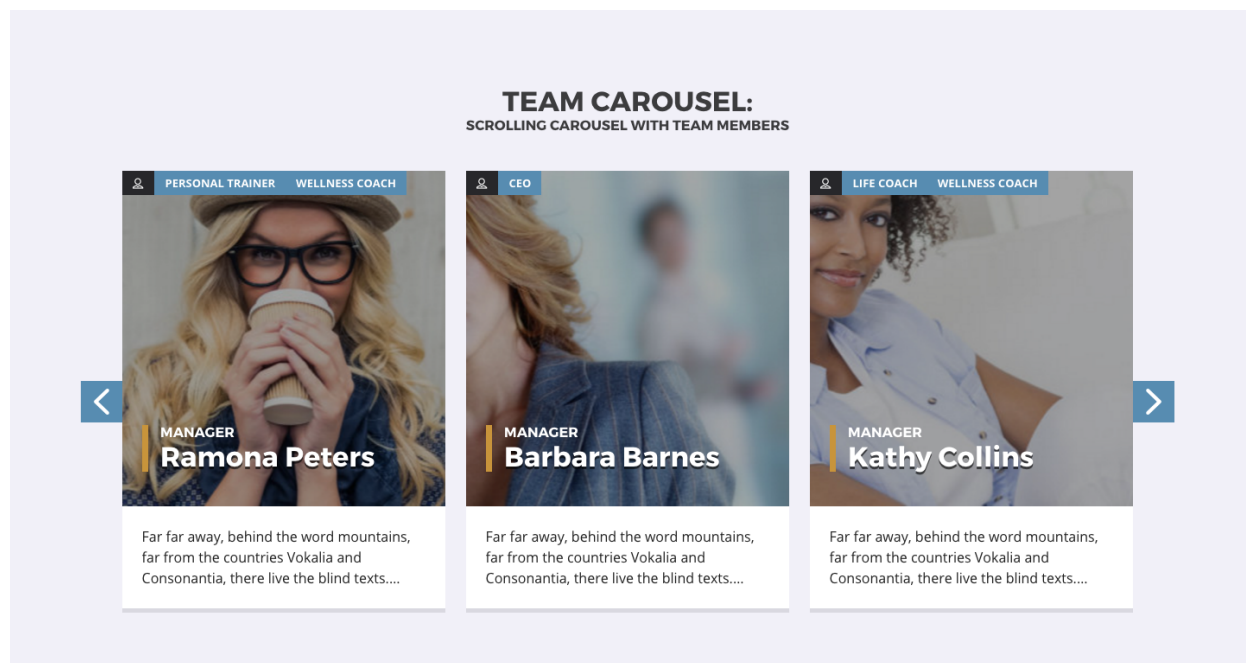 TEAM CAROUSEL:
SCROLLING CAROUSEL WITH TEAM MEMBERS
PERSONAL TRAINER WELLNESS COACH
MANAGER
Ramona Peters
Far far away, behind the word mountains,
far from the countries Vokalia and
Consonantia, there live the blind texts....
CEO
MANAGER
Barbara Barnes
Far far away, behind the word mountains,
far from the countries Vokalia and
Consonantia, there live the blind texts....
LIFE COACH WELLNESS COACH
MANAGER
Kathy Collins
Far far away, behind the word mountains,
far from the countries Vokalia and
Consonantia, there live the blind texts....